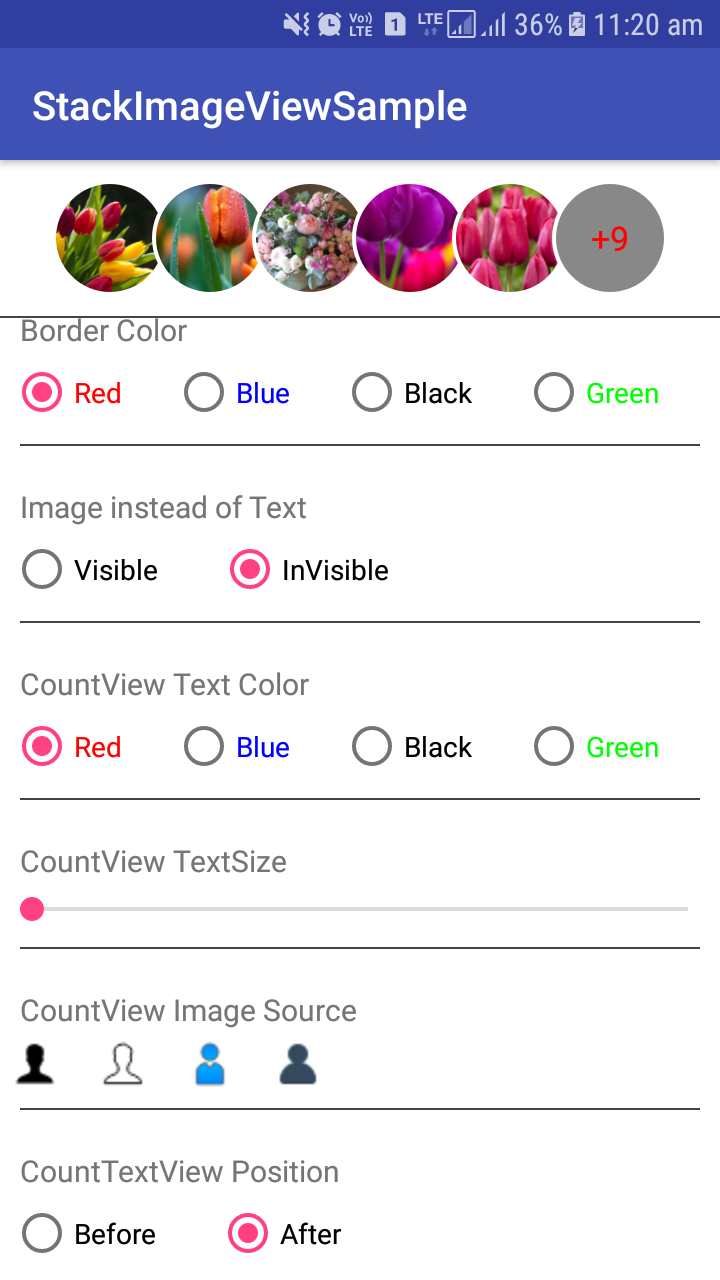 Vo)) LTE 1 LTE 36% 11:20 am
StackImageViewSample
+9
Border Color
Red Blue Black Green
Image instead of Text
Visible InVisible
CountView Text Color
Red Blue Black Green
CountView TextSize
CountView Image Source
CountTextView Position
Before After